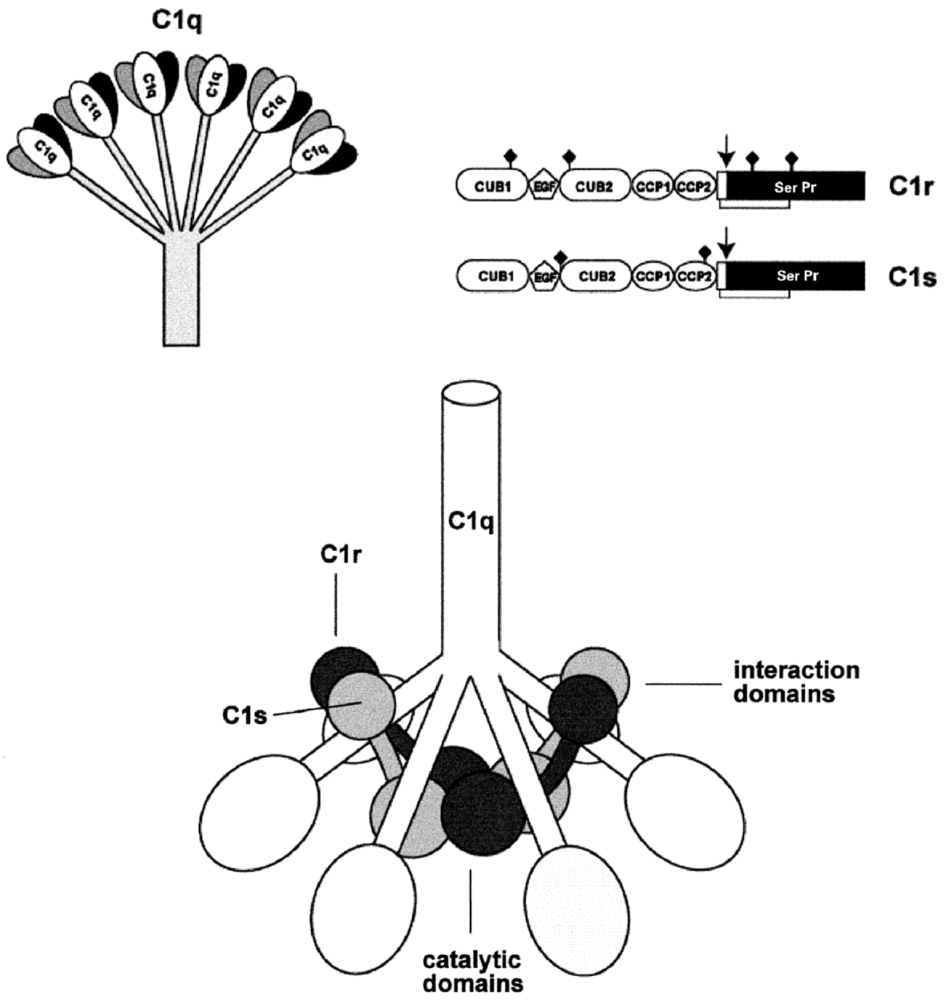 C1q
C1q
C1q
C1q
C1q
C1q
C1q
CUB1 EGF CUB2 CCP1 CCP2 Ser Pr C1r
CUB1 EGF CUB2 CCP1 CCP2 Ser Pr C1s
C1q
C1r
C1s
interaction
domains
catalytic
domains